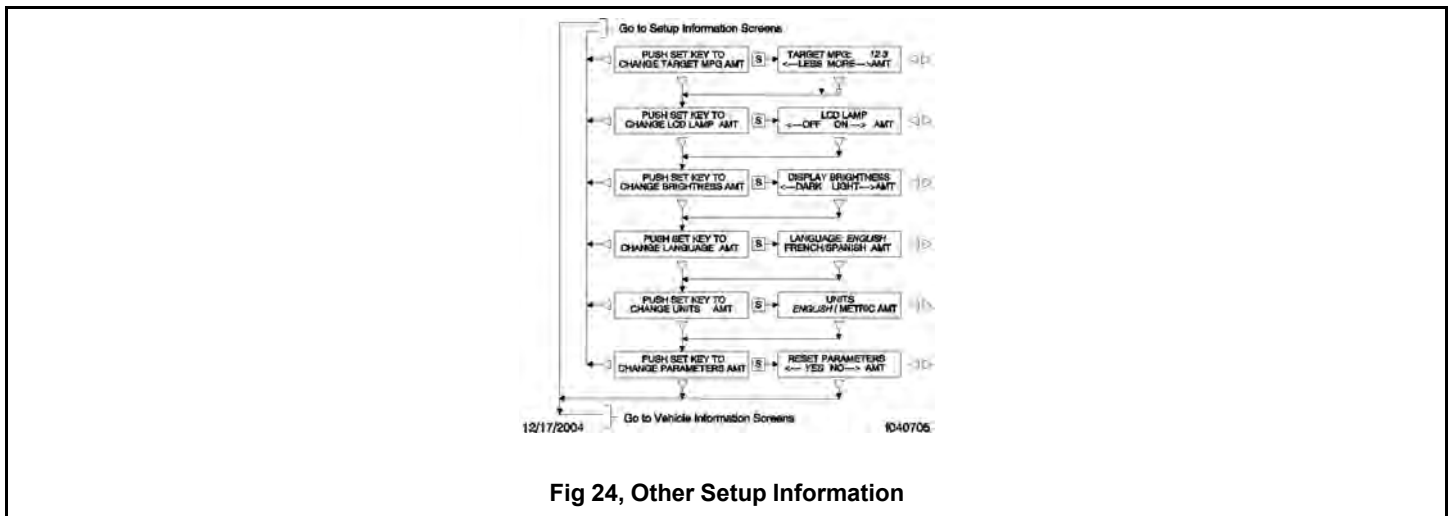 Go to Setup Information Screens
PUSH SET KEY TO
CHANGE TARGET MPG AMT
S
TARGET MPG: 12.3
<—LESS MORE—>AMT
PUSH SET KEY TO
CHANGE LCD LAMP AMT
S
LCD LAMP
<—OFF ON—> AMT
PUSH SET KEY TO
CHANGE BRIGHTNESS AMT
S
DISPLAY BRIGHTNESS
<—DARK LIGHT—>AMT
PUSH SET KEY TO
CHANGE LANGUAGE AMT
S
LANGUAGE: ENGLISH
FRENCH/SPANISH AMT
PUSH SET KEY TO
CHANGE UNITS AMT
S
UNITS
ENGLISH / METRIC AMT
PUSH SET KEY TO
CHANGE PARAMETERS AMT
S
RESET PARAMETERS
<— YES NO—> AMT
Go to Vehicle Information Screens
12/17/2004
f040705
Fig 24, Other Setup Information